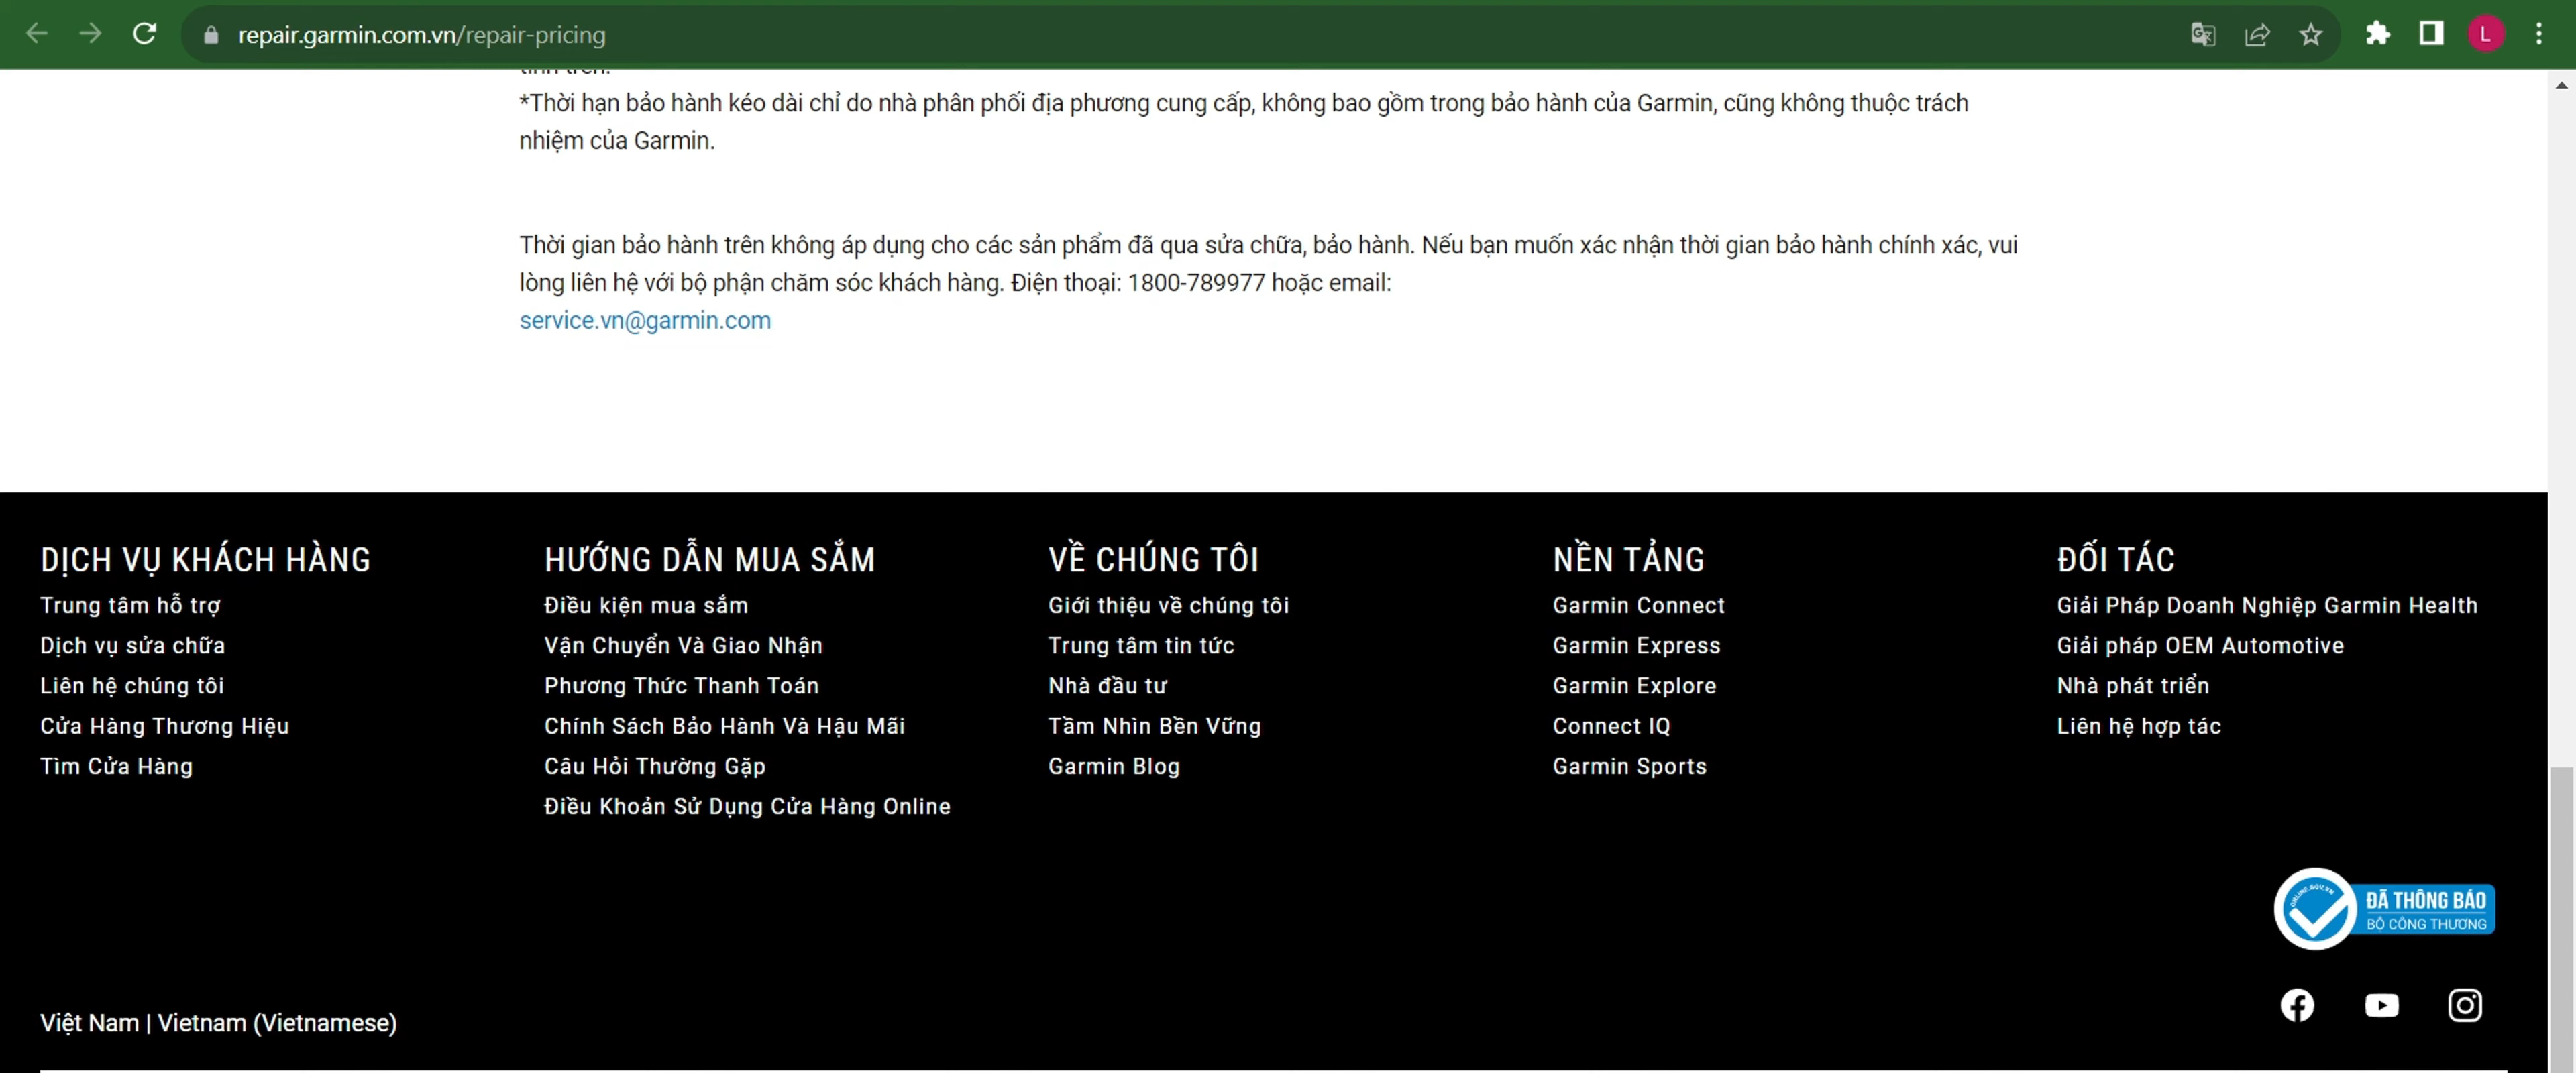 repair.garmin.com.vn/repair-pricing
L
*Thời hạn bảo hành kéo dài chỉ do nhà phân phối địa phương cung cấp, không bao gồm trong bảo hành của Garmin, cũng không thuộc trách
nhiệm của Garmin.
Thời gian bảo hành trên không áp dụng cho các sản phẩm đã qua sửa chữa, bảo hành. Nếu bạn muốn xác nhận thời gian bảo hành chính xác, vui
lòng liên hệ với bộ phận chăm sóc khách hàng. Điện thoại: 1800-789977 hoặc email:
service.vn@garmin.com
DỊCH VỤ KHÁCH HÀNG
Trung tâm hỗ trợ
Dịch vụ sửa chữa
Liên hệ chúng tôi
Cửa Hàng Thương Hiệu
Tìm Cửa Hàng
HƯỚNG DẪN MUA SẮM
Điều kiện mua sắm
Vận Chuyển Và Giao Nhận
Phương Thức Thanh Toán
Chính Sách Bảo Hành Và Hậu Mãi
Câu Hỏi Thường Gặp
Điều Khoản Sử Dụng Cửa Hàng Online
VỀ CHÚNG TÔI
Giới thiệu về chúng tôi
Trung tâm tin tức
Nhà đầu tư
Tầm Nhìn Bền Vững
Garmin Blog
NỀN TẢNG
Garmin Connect
Garmin Express
Garmin Explore
Connect IQ
Garmin Sports
ĐỐI TÁC
Giải Pháp Doanh Nghiệp Garmin Health
Giải pháp OEM Automotive
Nhà phát triển
Liên hệ hợp tác
ONLINE.GOV.VN
ĐÃ THÔNG BÁO
BỘ CÔNG THƯƠNG
Việt Nam | Vietnam (Vietnamese)